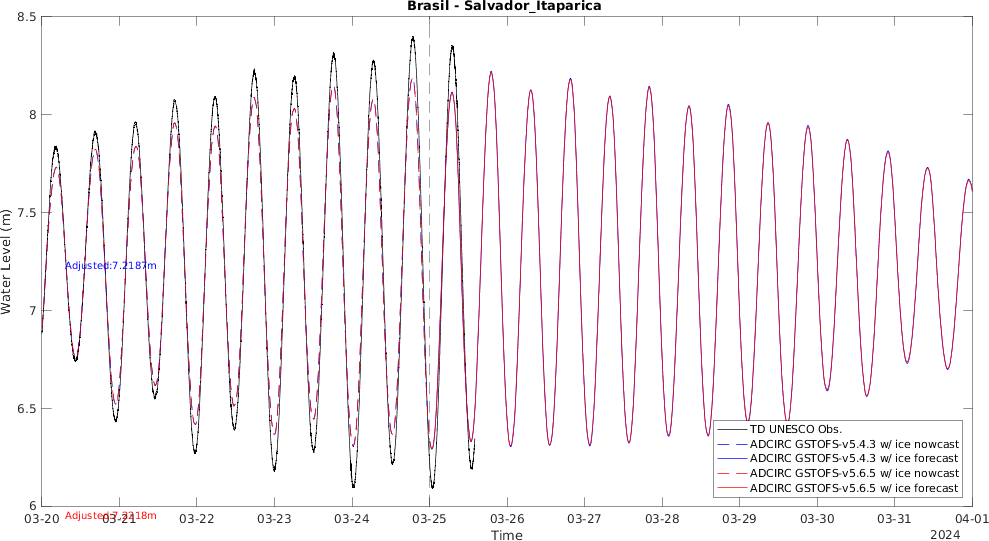 Brasil - Salvador_Itaparica
8.5
8
7.5
7
6.5
6
Water Level (m)
Adjusted:7.2187m
Adjusted:7.2218m
TD UNESCO Obs.
ADCIRC GSTOFS-v5.4.3 w/ ice nowcast
ADCIRC GSTOFS-v5.4.3 w/ ice forecast
ADCIRC GSTOFS-v5.6.5 w/ ice nowcast
ADCIRC GSTOFS-v5.6.5 w/ ice forecast
03-20 03-21 03-22 03-23 03-24 03-25 03-26 03-27 03-28 03-29 03-30 03-31 04-01
Time
2024